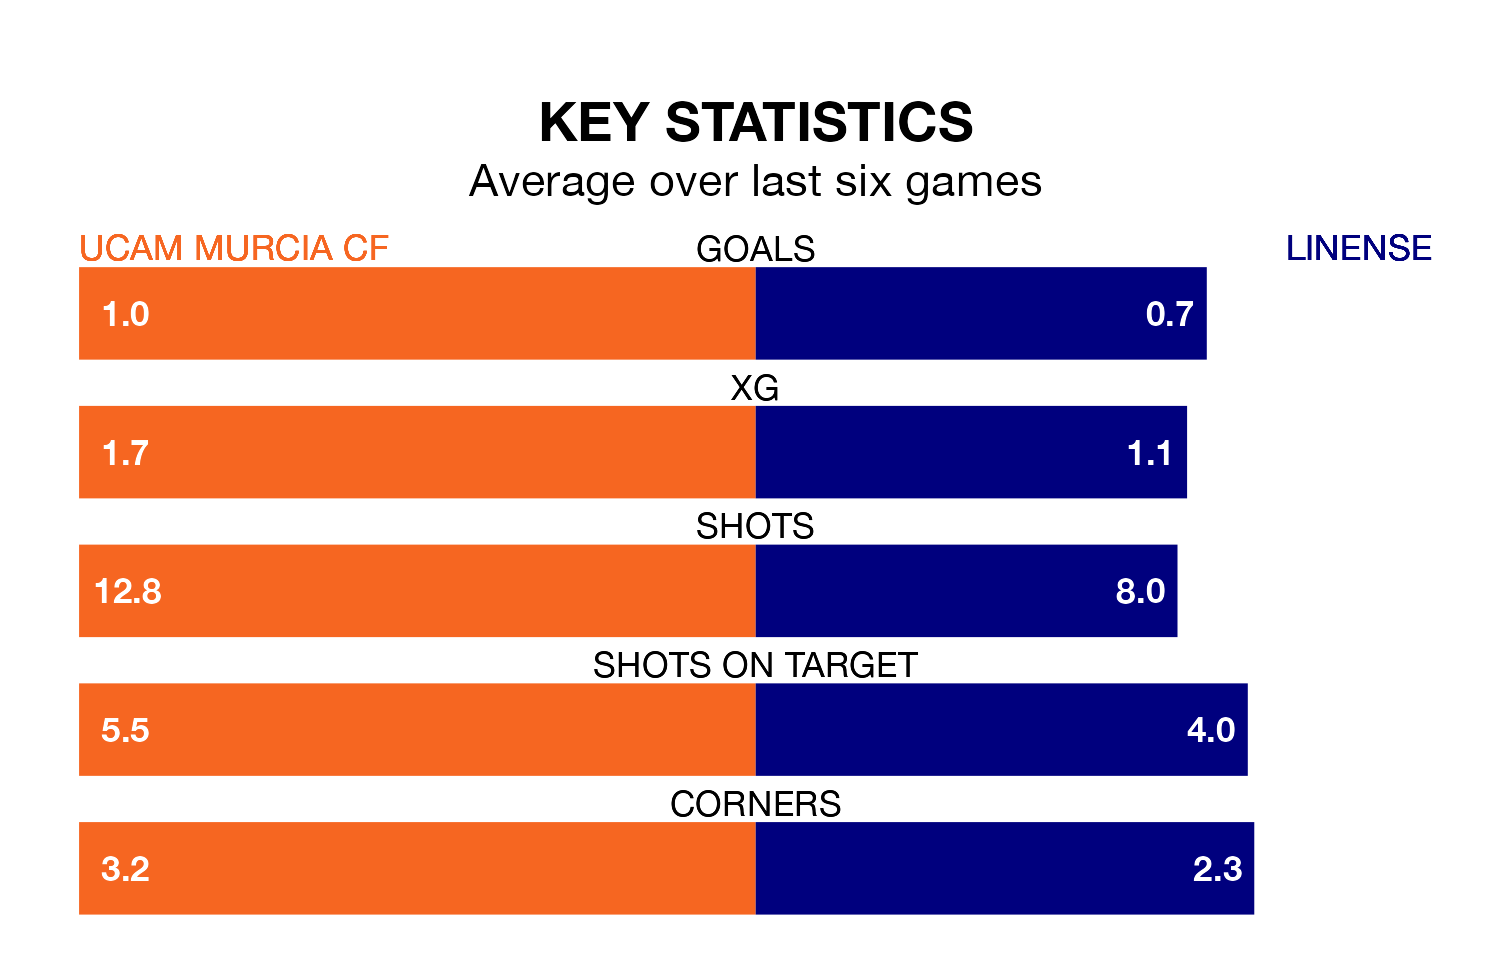 KEY STATISTICS
Average over last six games
UCAM MURCIA CF GOALS LINENSE
1.0 0.7
XG
1.7 1.1
SHOTS
12.8 8.0
SHOTS ON TARGET
5.5 4.0
CORNERS
3.2 2.3